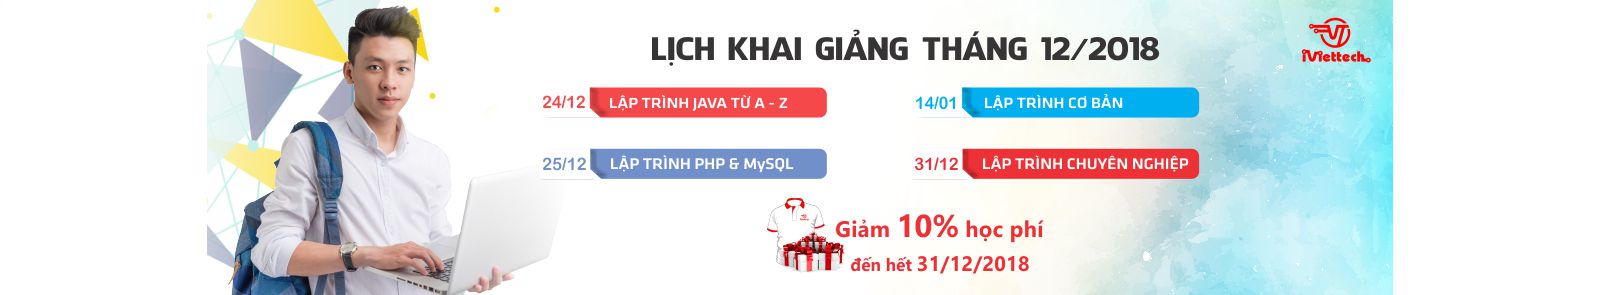 LỊCH KHAI GIẢNG THÁNG 12/2018
iViettech
24/12 LẬP TRÌNH JAVA TỪ A - Z
14/01 LẬP TRÌNH CƠ BẢN
25/12 LẬP TRÌNH PHP & MySQL
31/12 LẬP TRÌNH CHUYÊN NGHIỆP
Giảm 10% học phí
đến hết 31/12/2018